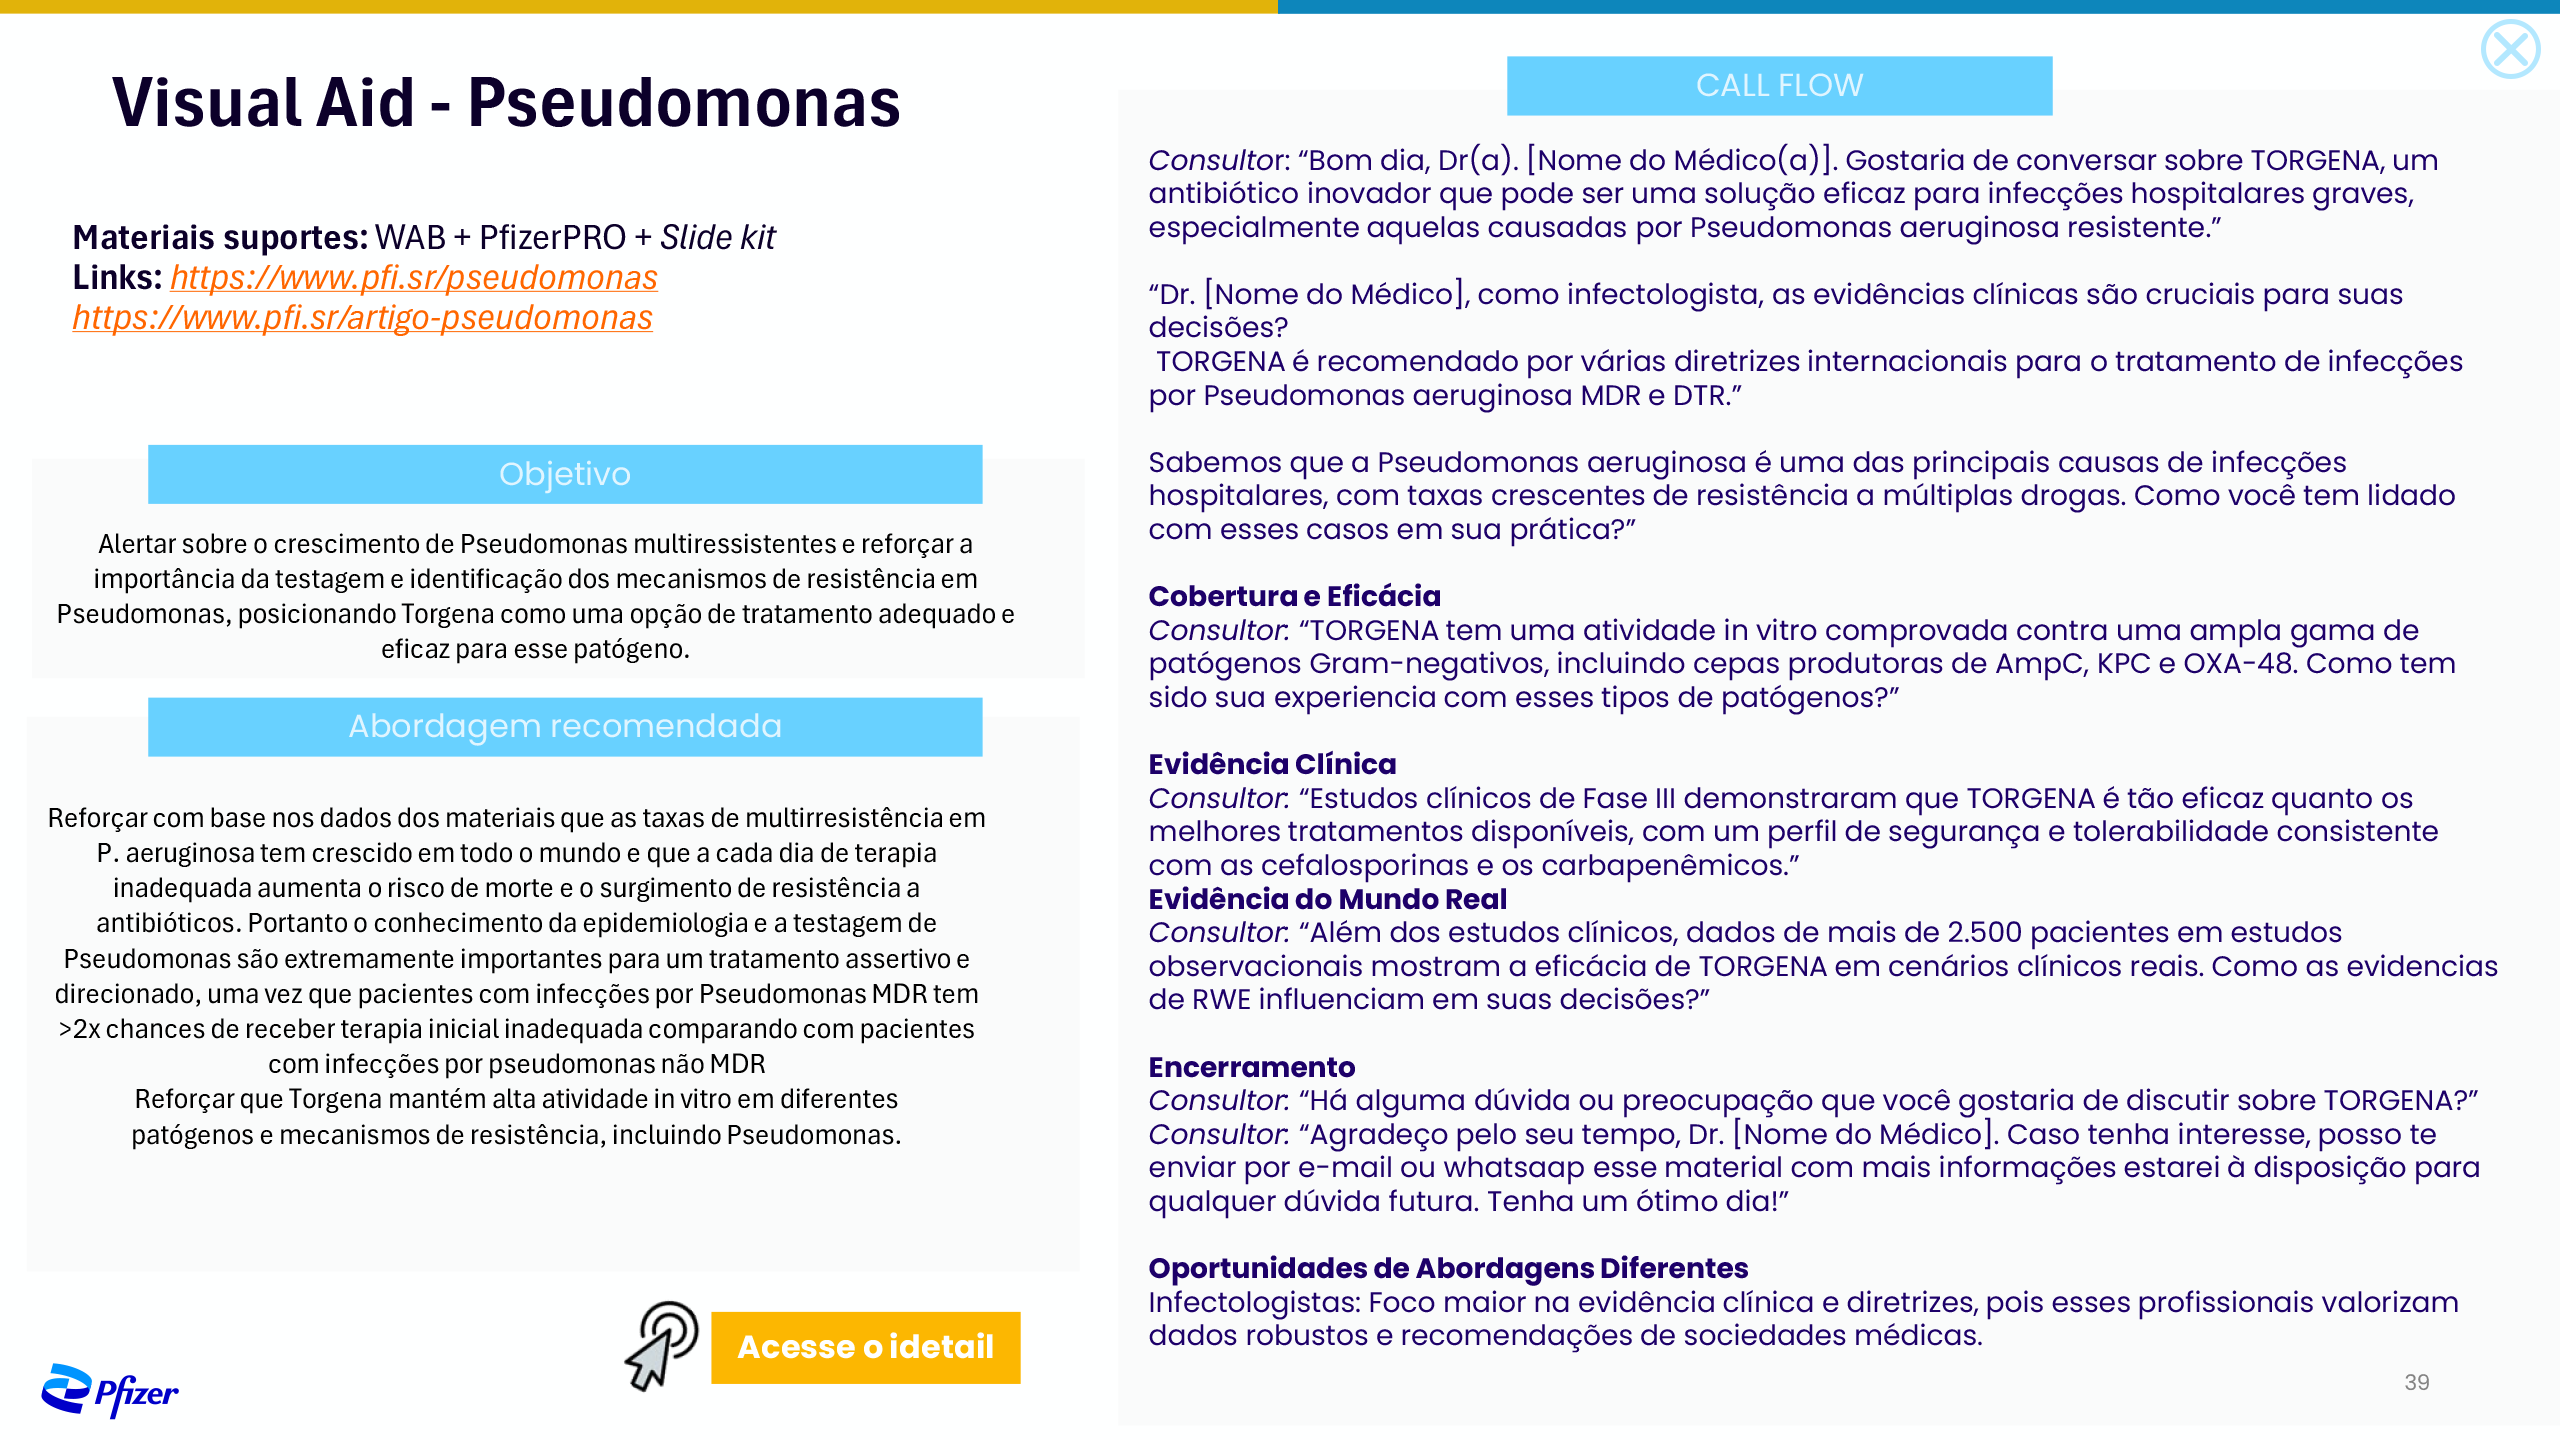 Visual Aid - Pseudomonas
Materiais suportes: WAB + PfizerPRO + Slide kit
Links: https://www.pfi.sr/pseudomonas
https://www.pfi.sr/artigo-pseudomonas
Objetivo
Alertar sobre o crescimento de Pseudomonas multiressistentes e reforçar a
importância da testagem e identificação dos mecanismos de resistência em
Pseudomonas, posicionando Torgena como uma opção de tratamento adequado e
eficaz para esse patógeno.
Abordagem recomendada
Reforçar com base nos dados dos materiais que as taxas de multirresistência em
P. aeruginosa tem crescido em todo o mundo e que a cada dia de terapia
inadequada aumenta o risco de morte e o surgimento de resistência a
antibióticos. Portanto o conhecimento da epidemiologia e a testagem de
Pseudomonas são extremamente importantes para um tratamento assertivo e
direcionado, uma vez que pacientes com infecções por Pseudomonas MDR tem
>2x chances de receber terapia inicial inadequada comparando com pacientes
com infecções por pseudomonas não MDR
Reforçar que Torgena mantém alta atividade in vitro em diferentes
patógenos e mecanismos de resistência, incluindo Pseudomonas.
Acesse o idetail
Pfizer
CALL FLOW
Consultor: “Bom dia, Dr(a). [Nome do Médico(a)]. Gostaria de conversar sobre TORGENA, um
antibiótico inovador que pode ser uma solução eficaz para infecções hospitalares graves,
especialmente aquelas causadas por Pseudomonas aeruginosa resistente.”
“Dr. [Nome do Médico], como infectologista, as evidências clínicas são cruciais para suas
decisões?
TORGENA é recomendado por várias diretrizes internacionais para o tratamento de infecções
por Pseudomonas aeruginosa MDR e DTR.”
Sabemos que a Pseudomonas aeruginosa é uma das principais causas de infecções
hospitalares, com taxas crescentes de resistência a múltiplas drogas. Como você tem lidado
com esses casos em sua prática?”
Cobertura e Eficácia
Consultor: “TORGENA tem uma atividade in vitro comprovada contra uma ampla gama de
patógenos Gram-negativos, incluindo cepas produtoras de AmpC, KPC e OXA-48. Como tem
sido sua experiencia com esses tipos de patógenos?”
Evidência Clínica
Consultor: “Estudos clínicos de Fase III demonstraram que TORGENA é tão eficaz quanto os
melhores tratamentos disponíveis, com um perfil de segurança e tolerabilidade consistente
com as cefalosporinas e os carbapenêmicos.”
Evidência do Mundo Real
Consultor: “Além dos estudos clínicos, dados de mais de 2.500 pacientes em estudos
observacionais mostram a eficácia de TORGENA em cenários clínicos reais. Como as evidencias
de RWE influenciam em suas decisões?”
Encerramento
Consultor: “Há alguma dúvida ou preocupação que você gostaria de discutir sobre TORGENA?”
Consultor: “Agradeço pelo seu tempo, Dr. [Nome do Médico]. Caso tenha interesse, posso te
enviar por e-mail ou whatsaap esse material com mais informações estarei à disposição para
qualquer dúvida futura. Tenha um ótimo dia!”
Oportunidades de Abordagens Diferentes
Infectologistas: Foco maior na evidência clínica e diretrizes, pois esses profissionais valorizam
dados robustos e recomendações de sociedades médicas.
39